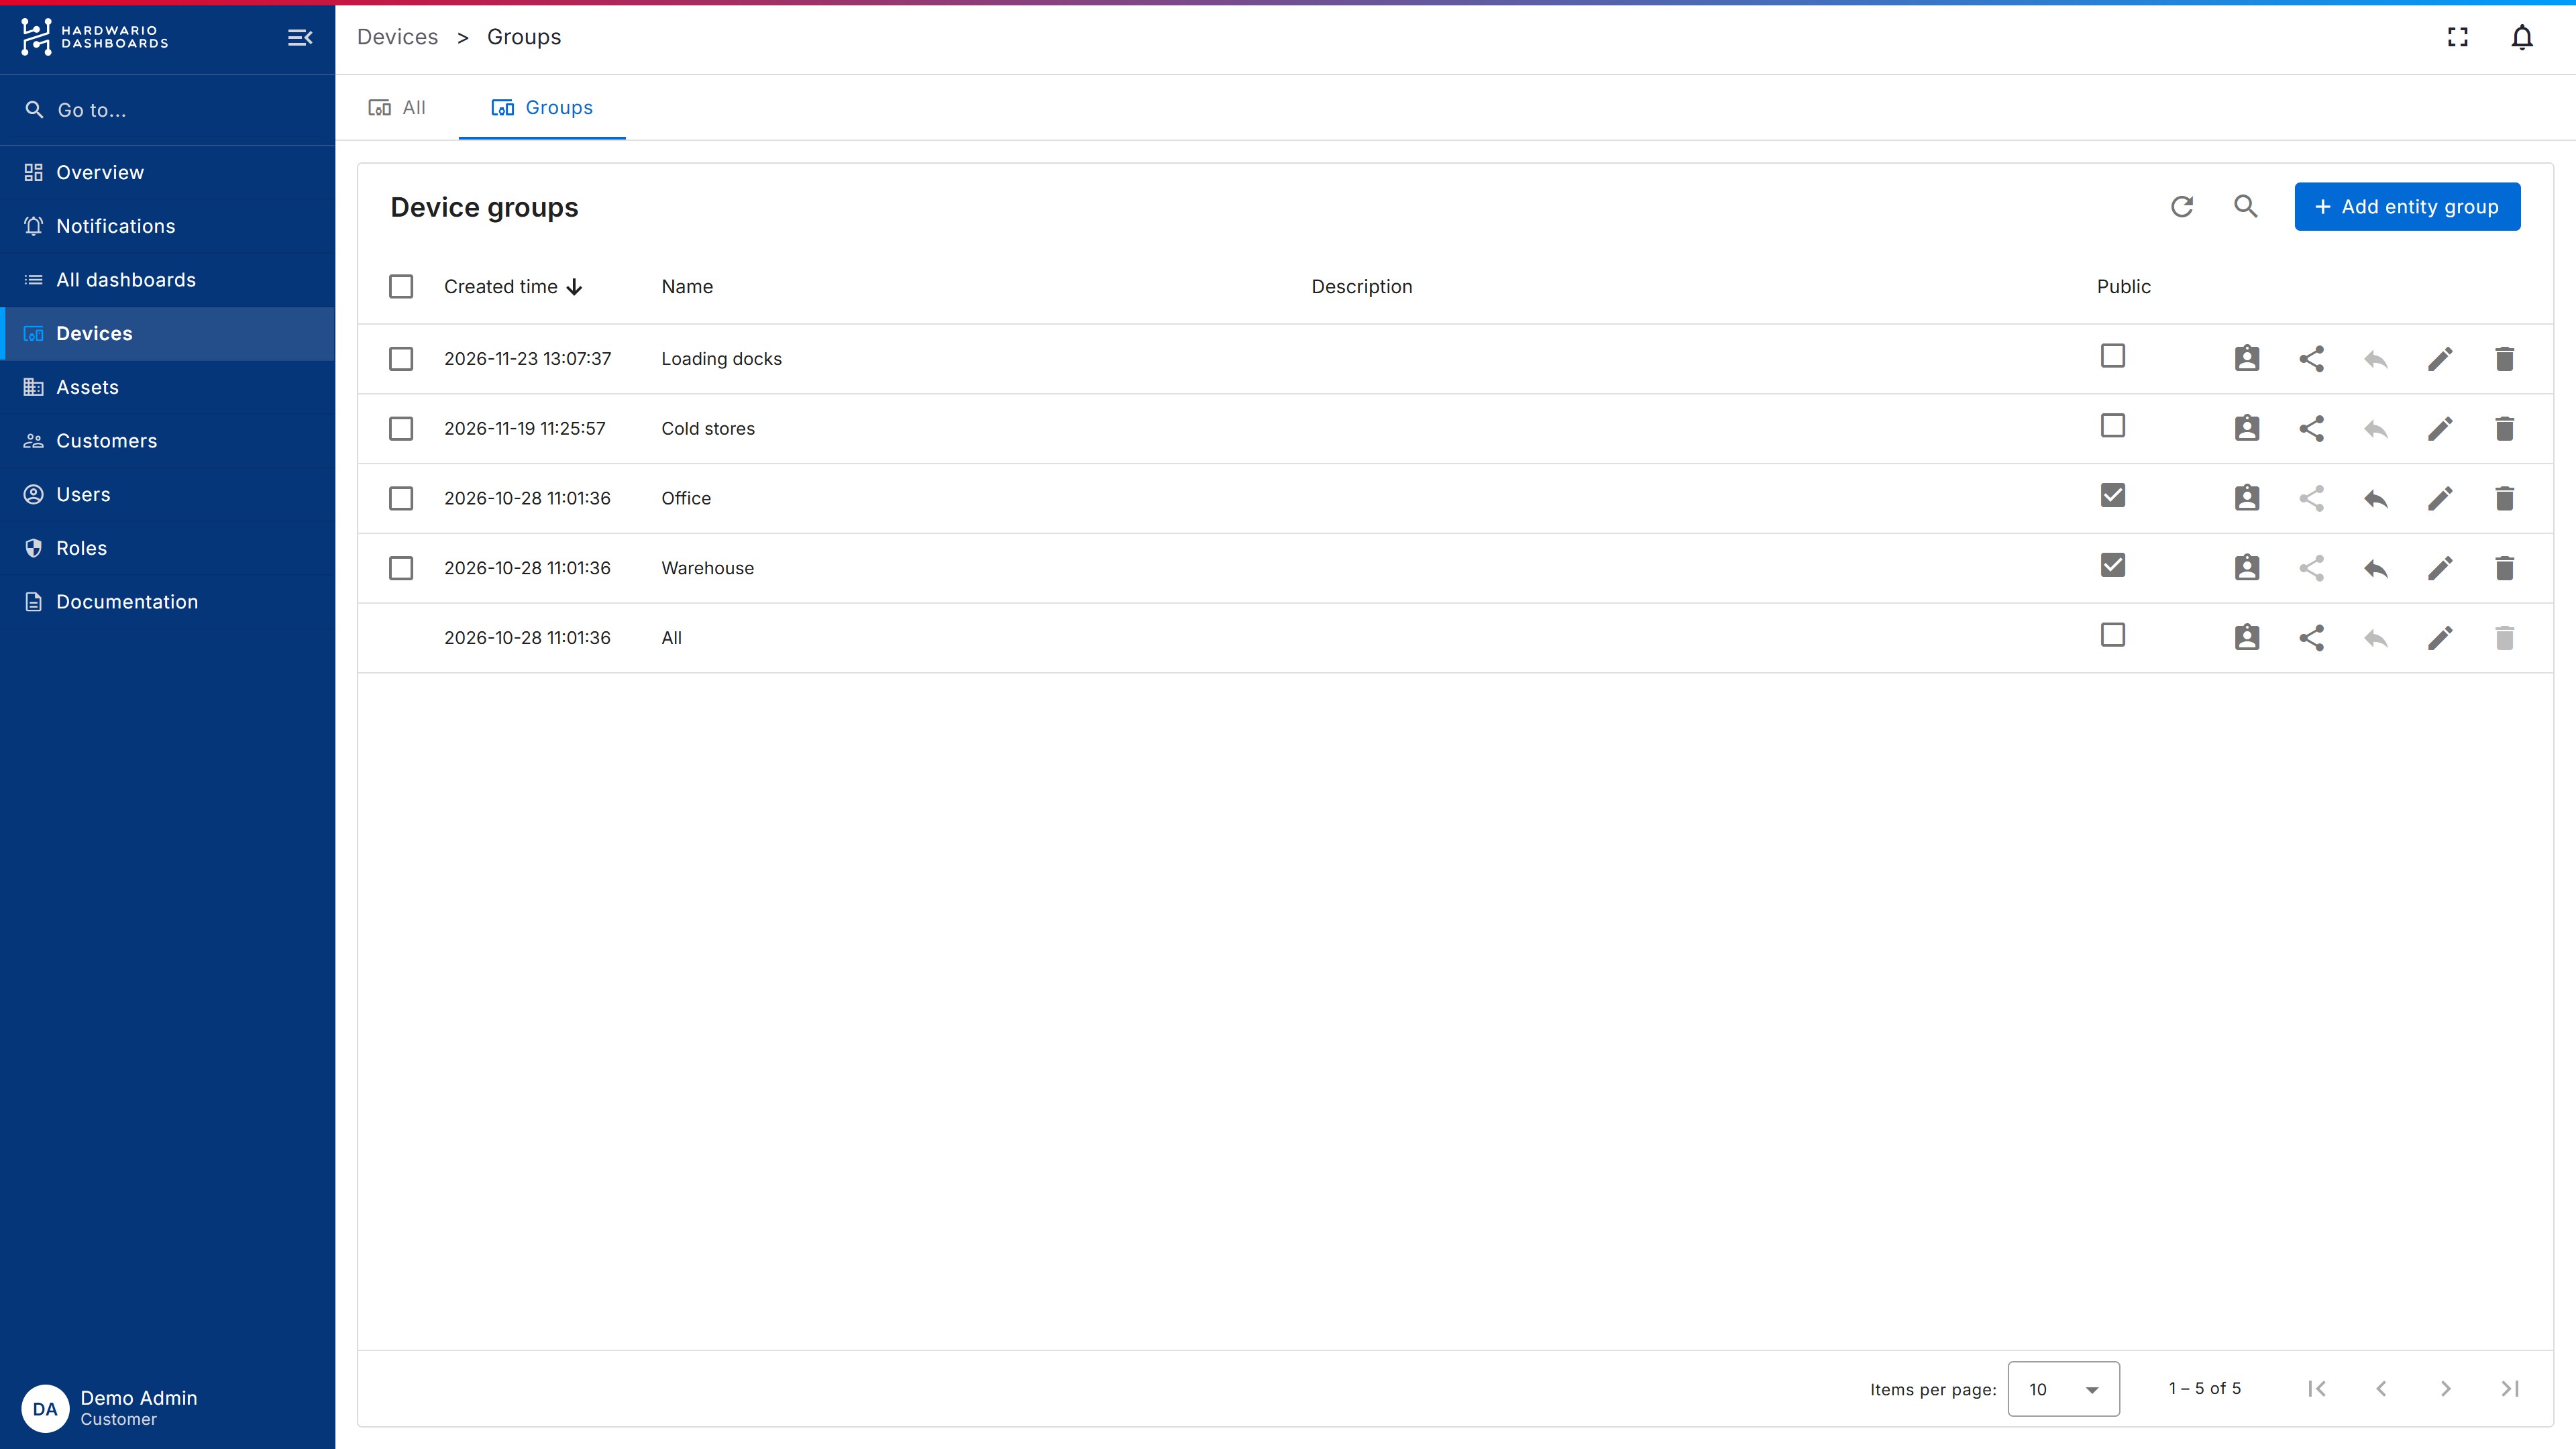 HARDWARIO
DASHBOARDS
Go to...
Overview
Notifications
All dashboards
Devices
Assets
Customers
Users
Roles
Documentation
DA
Demo Admin
Customer
Devices > Groups
All
Groups
Device groups
+ Add entity group
Created time Name Description Public
2026-11-23 13:07:37 Loading docks
2026-11-19 11:25:57 Cold stores
2026-10-28 11:01:36 Office
2026-10-28 11:01:36 Warehouse
2026-10-28 11:01:36 All
Items per page: 10 1 – 5 of 5